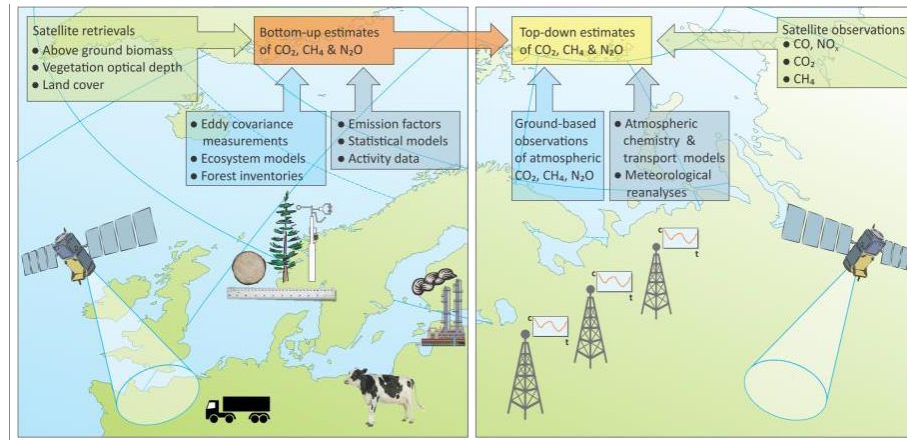 Satellite retrievals
● Above ground biomass
● Vegetation optical depth
● Land cover
Bottom-up estimates
of CO₂, CH₄ & N₂O
● Eddy covariance
measurements
● Ecosystem models
● Forest inventories
● Emission factors
● Statistical models
● Activity data
Top-down estimates
of CO₂, CH₄ & N₂O
Satellite observations
● CO, NOₓ
● CO₂
● CH₄
Ground-based
observations
of atmospheric
CO₂, CH₄, N₂O
● Atmospheric
chemistry &
transport models
● Meteorological
reanalyses
c
t
c
t
c
t